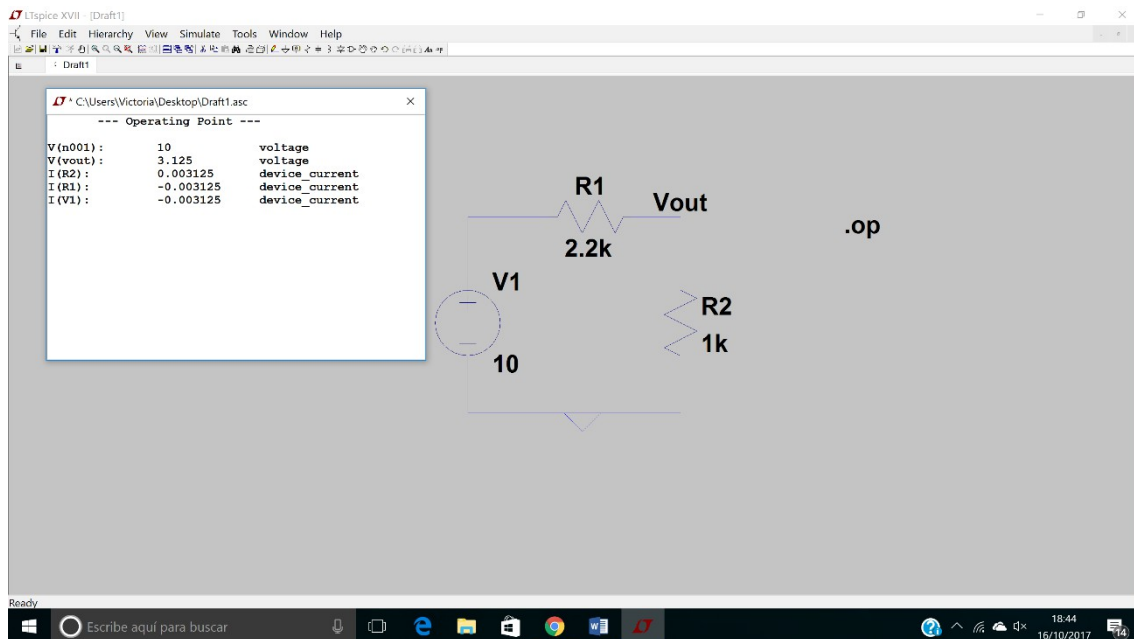 LTspice XVII - [Draft1]
File Edit Hierarchy View Simulate Tools Window Help
Draft1
* C:\Users\Victoria\Desktop\Draft1.asc
--- Operating Point ---
V(n001): 10 voltage
V(vout): 3.125 voltage
I(R2): 0.003125 device_current
I(R1): -0.003125 device_current
I(V1): -0.003125 device_current
R1
Vout
.op
2.2k
V1
R2
1k
10
Ready
Escribe aquí para buscar
18:44
16/10/2017
14